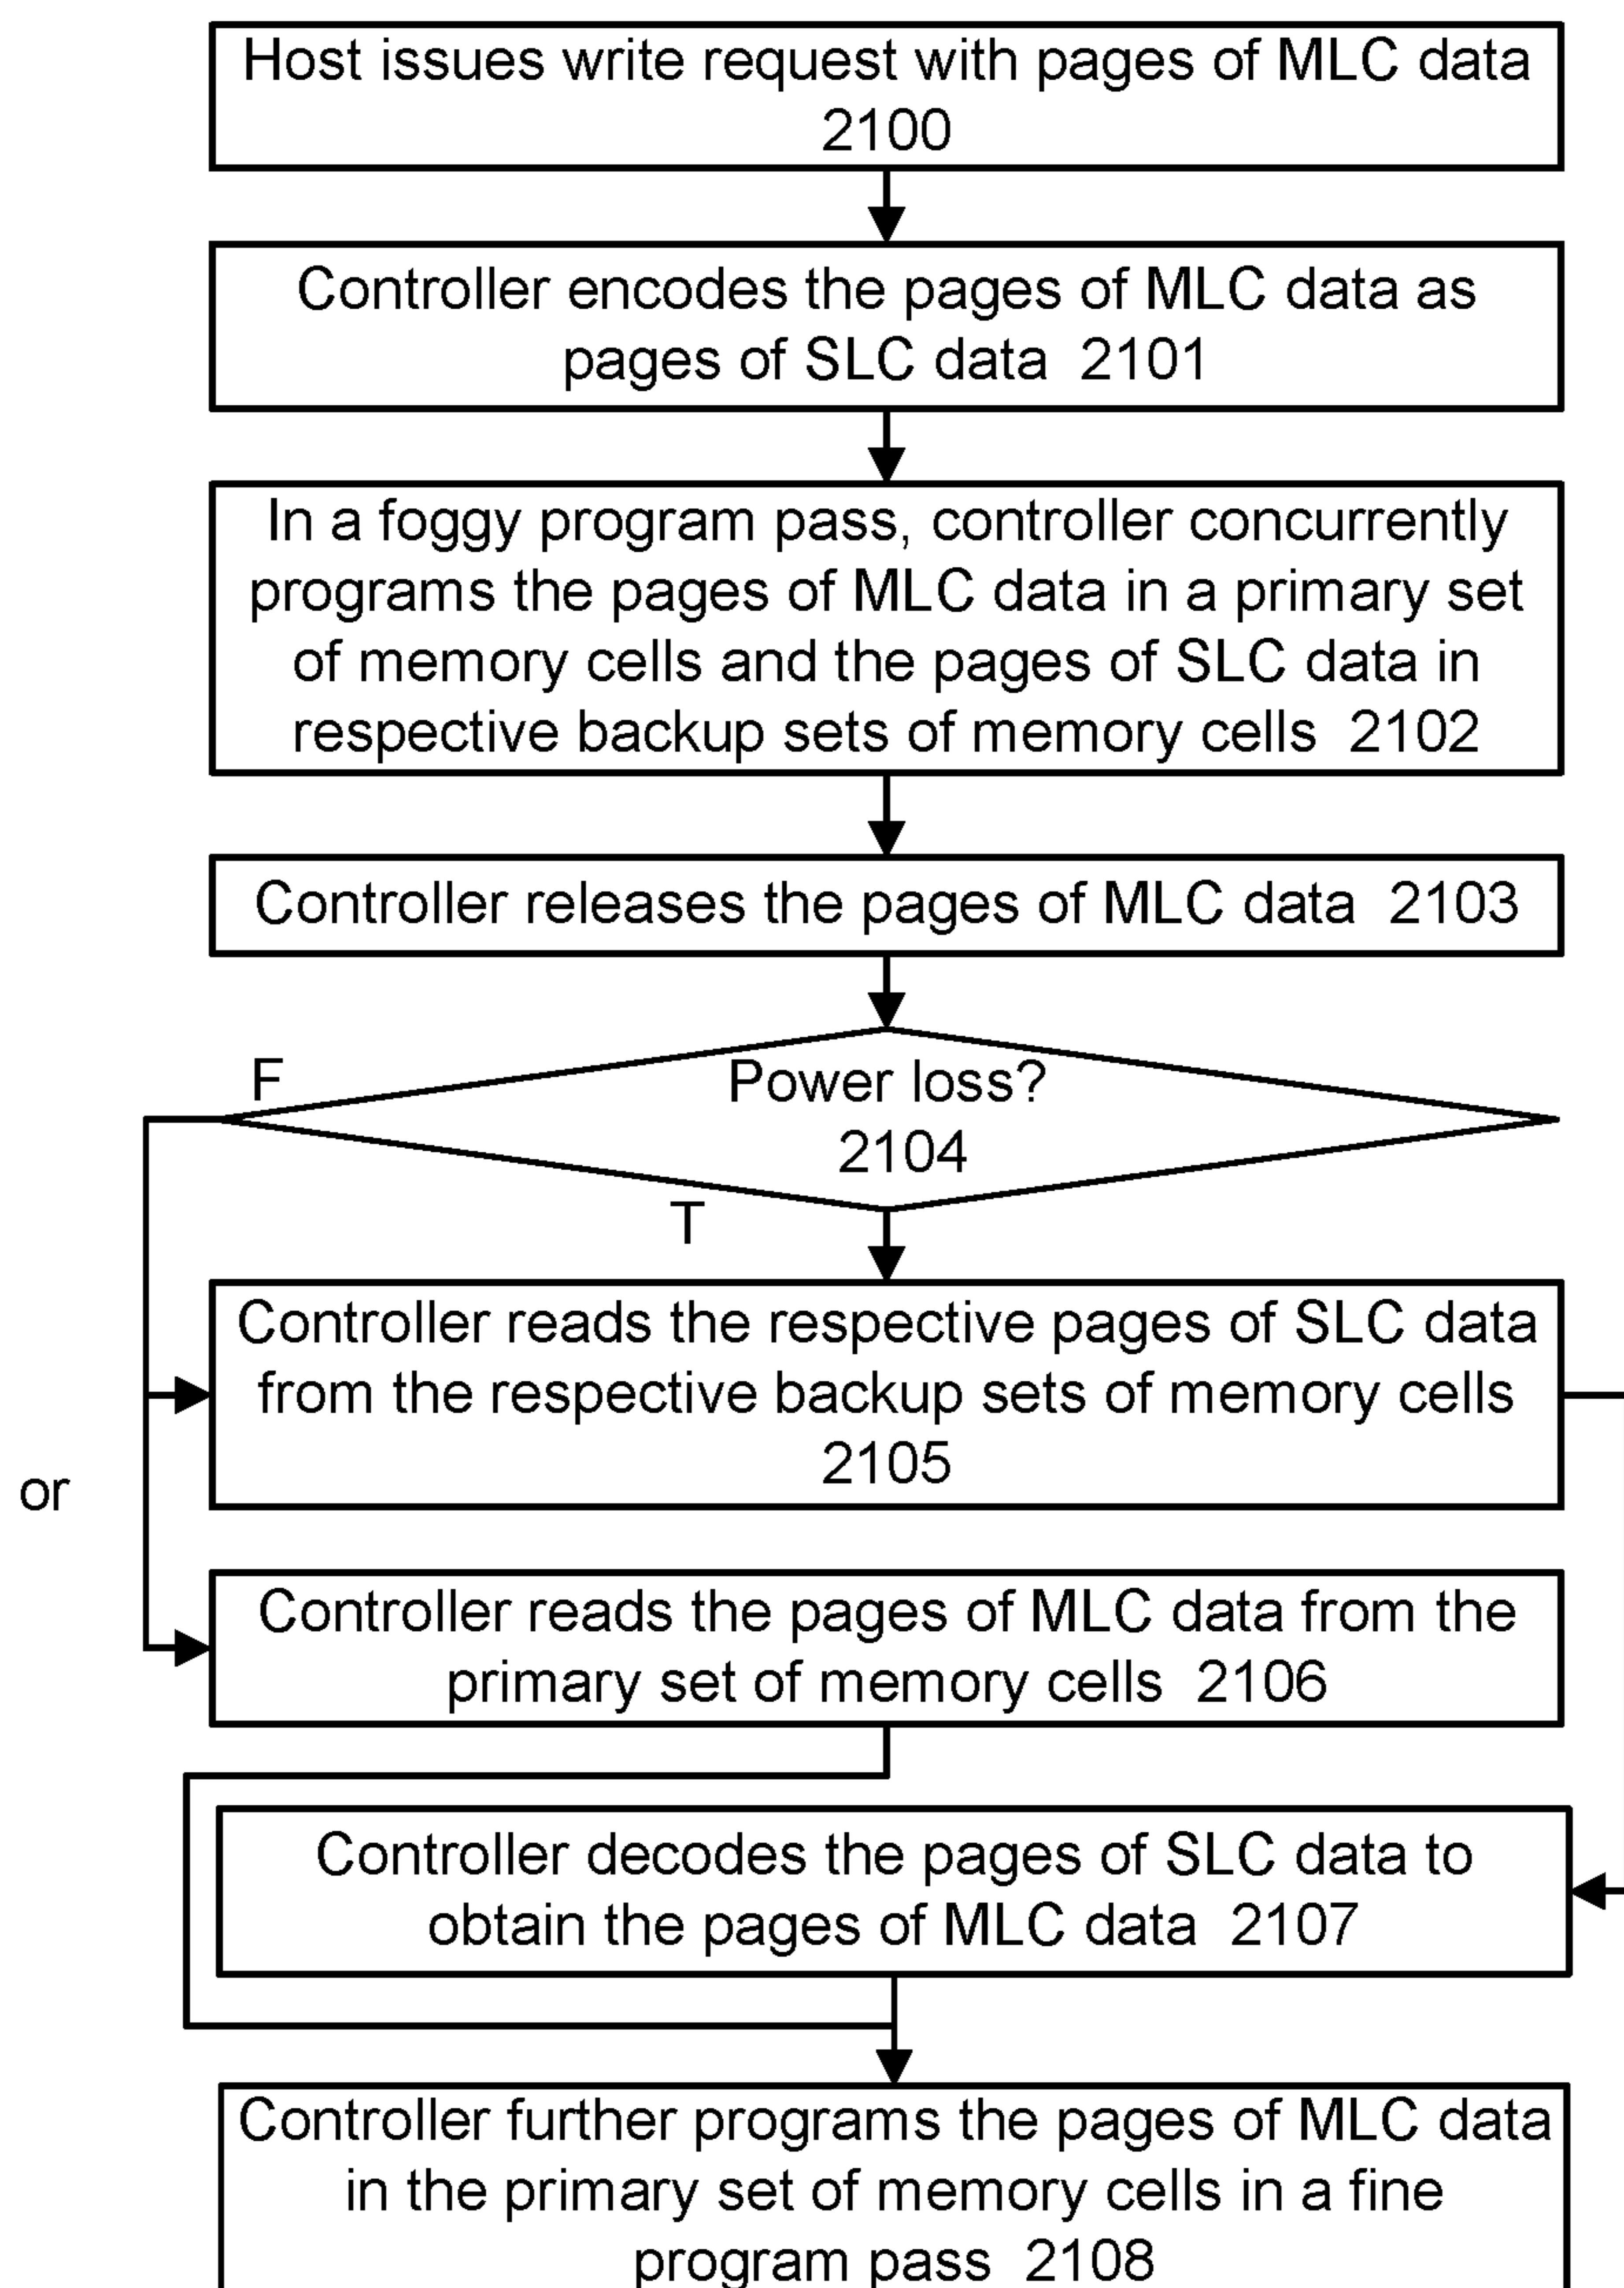 Host issues write request with pages of MLC data
2100
Controller encodes the pages of MLC data as
pages of SLC data 2101
In a foggy program pass, controller concurrently
programs the pages of MLC data in a primary set
of memory cells and the pages of SLC data in
respective backup sets of memory cells 2102
Controller releases the pages of MLC data 2103
F
Power loss?
2104
T
Controller reads the respective pages of SLC data
from the respective backup sets of memory cells
2105
or
Controller reads the pages of MLC data from the
primary set of memory cells 2106
Controller decodes the pages of SLC data to
obtain the pages of MLC data 2107
Controller further programs the pages of MLC data
in the primary set of memory cells in a fine
program pass 2108